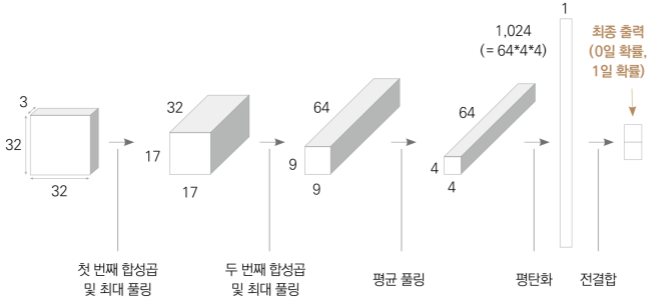 1
1,024
(= 64*4*4)
최종 출력
(0일 확률,
1일 확률)
3
32
32
32
17
17
64
9
9
64
4
4
첫 번째 합성곱
및 최대 풀링
두 번째 합성곱
및 최대 풀링
평균 풀링
평탄화
전결합